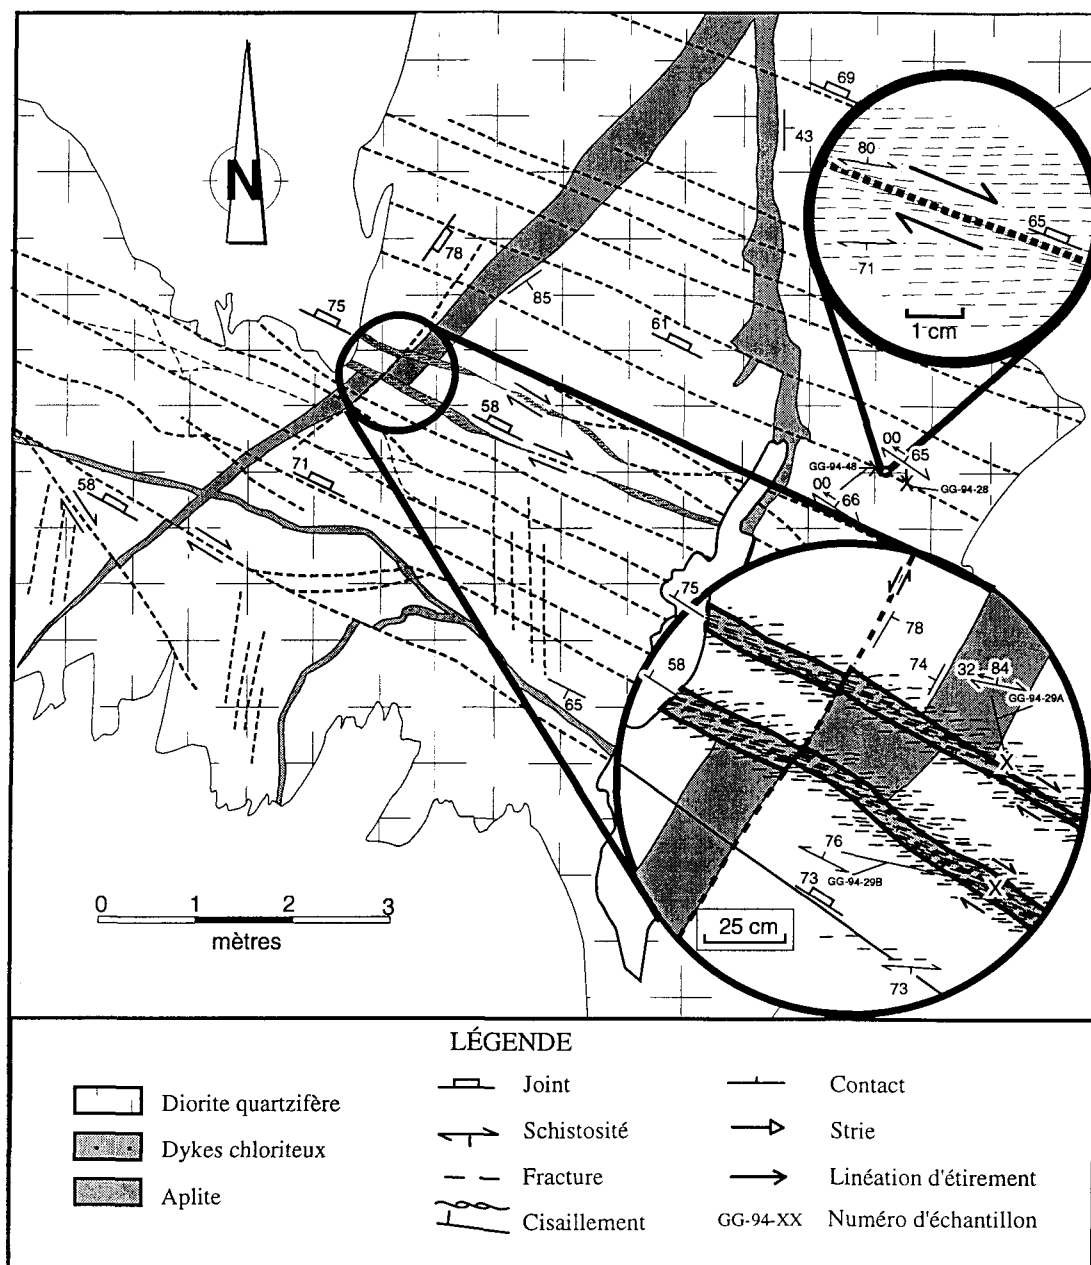 69
43
80
65
71
1 cm
N
78
85
75
61
58
71
58
00
65
GG-94-48
GG-94-28
00
66
75
78
74
32 84
GG-94-29A
58
65
76
GG-94-29B
73
25 cm
73
0 1 2 3
mètres
LÉGENDE
Diorite quartzifère
Dykes chloriteux
Aplite
Joint
Schistosité
Fracture
Cisaillement
Contact
Strie
Linéation d'étirement
GG-94-XX Numéro d'échantillon
X
X
X